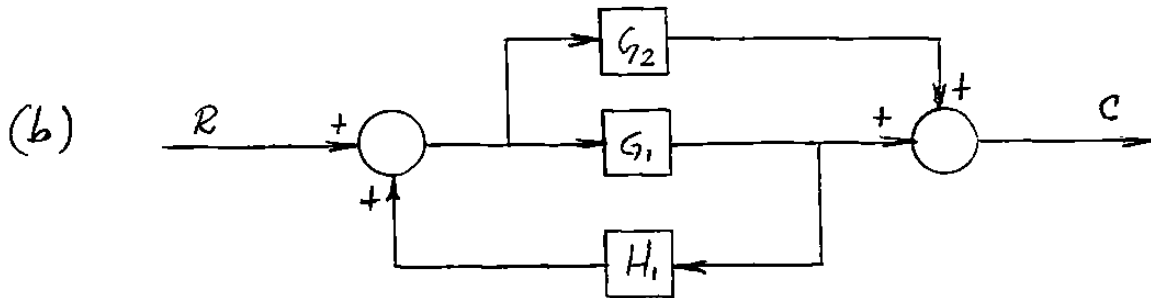 G₂
(b) R + G₁ + + C
+
H₁